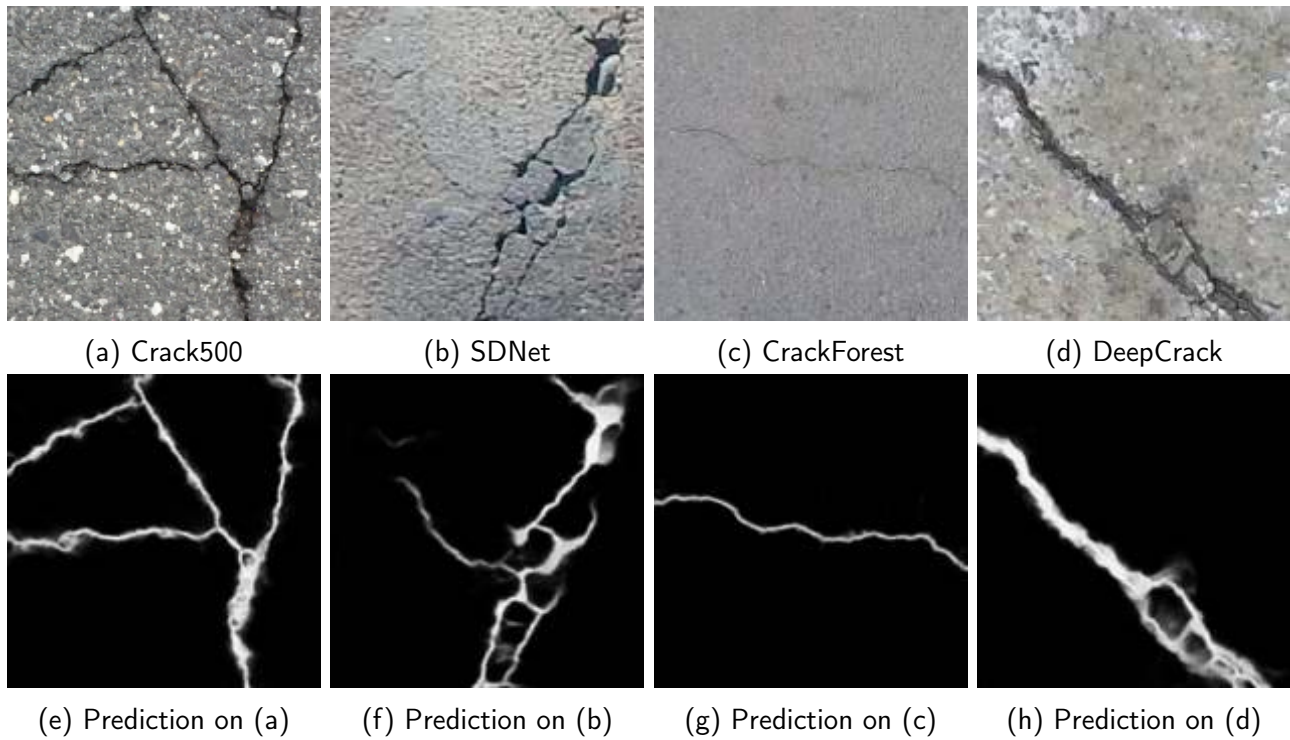 (a) Crack500
(b) SDNet
(c) CrackForest
(d) DeepCrack
(e) Prediction on (a)
(f) Prediction on (b)
(g) Prediction on (c)
(h) Prediction on (d)